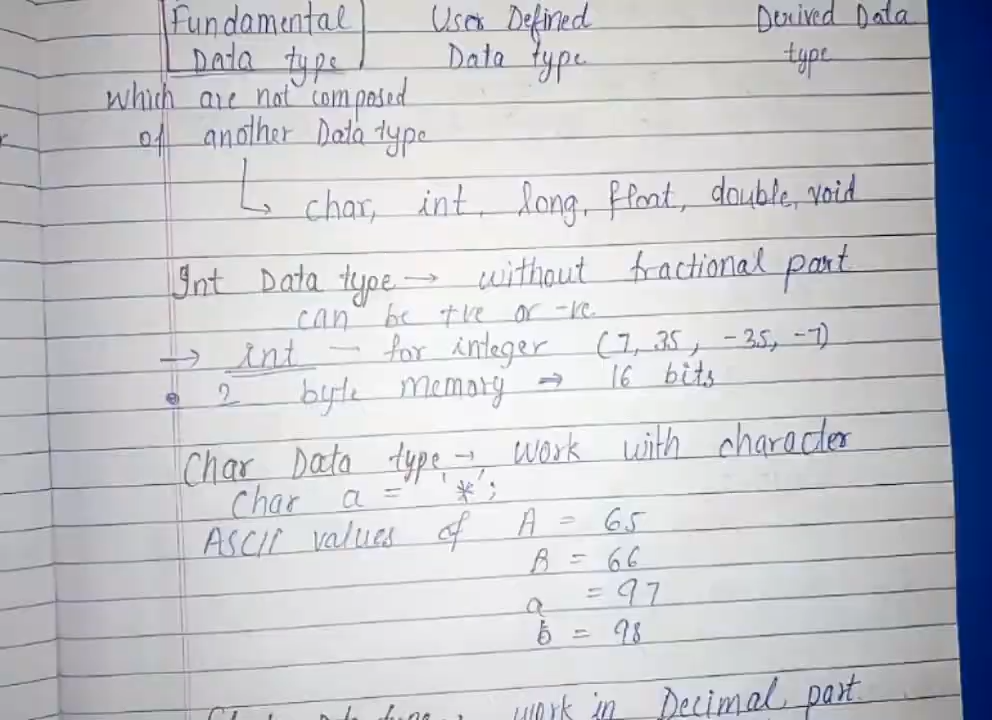 Fundamental User Defined Derived Data
Data type Data type type
which are not composed
of another Data type
↳ char, int, long, float, double, void
Int Data type → without fractional part
can be +ve or -ve.
→ int — for integer (7, 35, -35, -7)
• 2 byte memory ⇒ 16 bits
Char Data type → work with character
Char a = '*';
ASCII values of A = 65
B = 66
a = 97
b = 98
work in Decimal part.